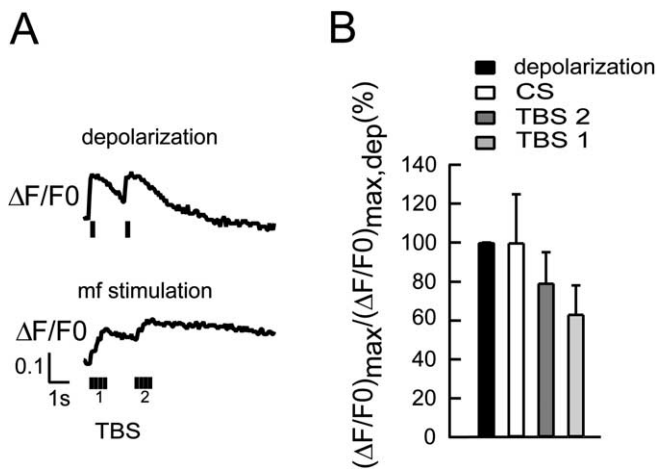 A
depolarization
ΔF/F0
mf stimulation
ΔF/F0
0.1
1s
1 2
TBS
B
depolarization
CS
TBS 2
TBS 1
(ΔF/F0)max/(ΔF/F0)max,dep(%)
140
120
100
80
60
40
20
0